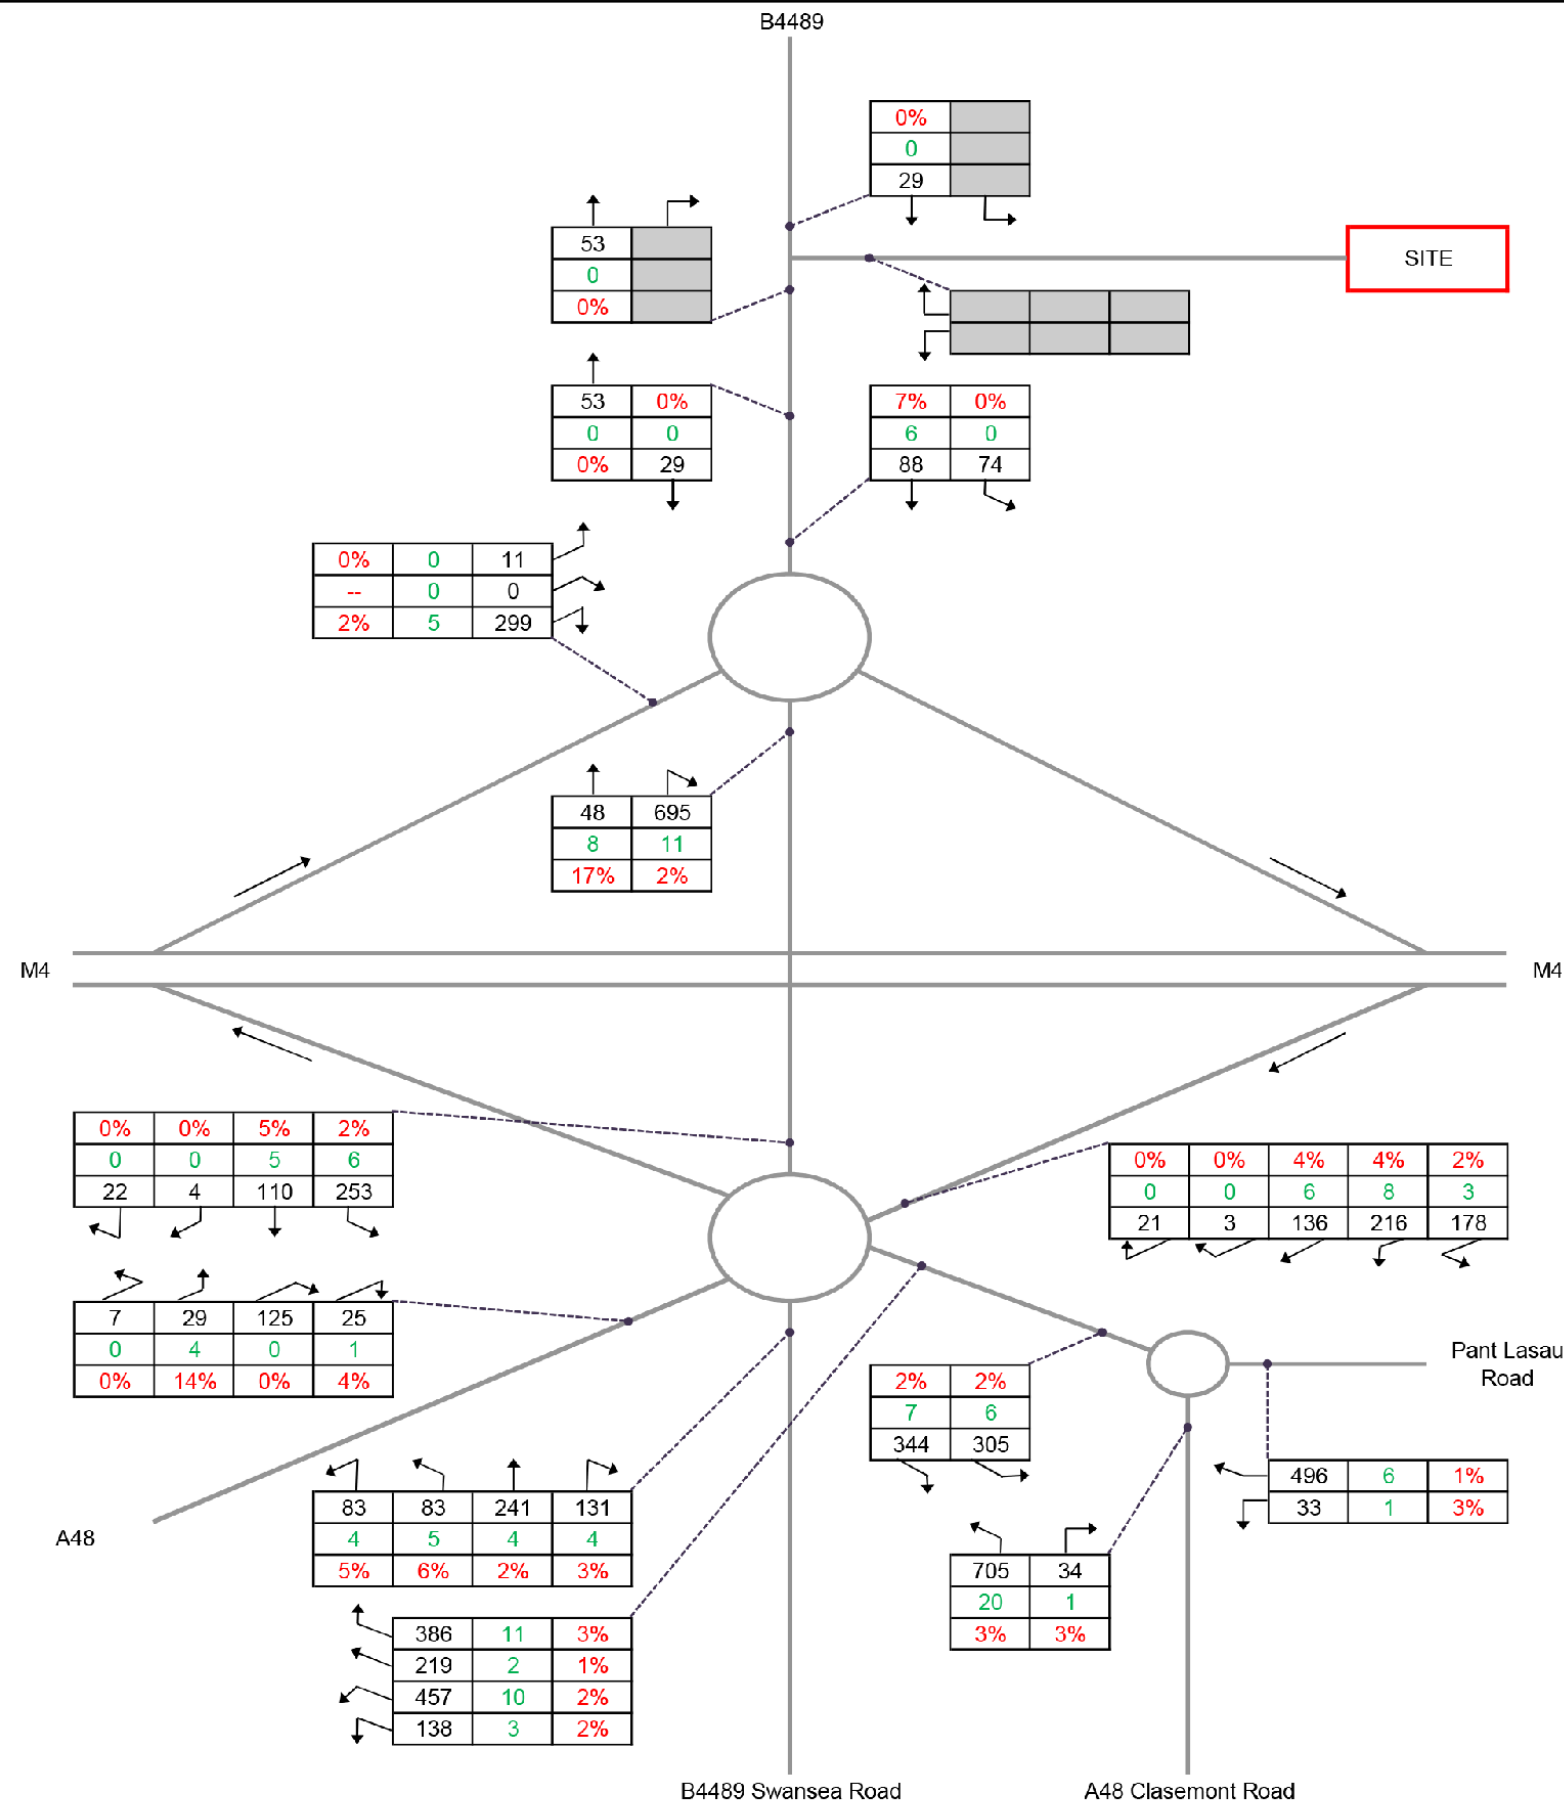 B4489
0%
0
29
53
0
0%
SITE
53 0%
0 0
0% 29
7% 0%
6 0
88 74
0% 0 11
-- 0 0
2% 5 299
48 695
8 11
17% 2%
M4
M4
0% 0% 5% 2%
0 0 5 6
22 4 110 253
0% 0% 4% 4% 2%
0 0 6 8 3
21 3 136 216 178
7 29 125 25
0 4 0 1
0% 14% 0% 4%
Pant Lasau
Road
2% 2%
7 6
344 305
496 6 1%
33 1 3%
A48
83 83 241 131
4 5 4 4
5% 6% 2% 3%
705 34
20 1
3% 3%
386 11 3%
219 2 1%
457 10 2%
138 3 2%
B4489 Swansea Road
A48 Clasemont Road